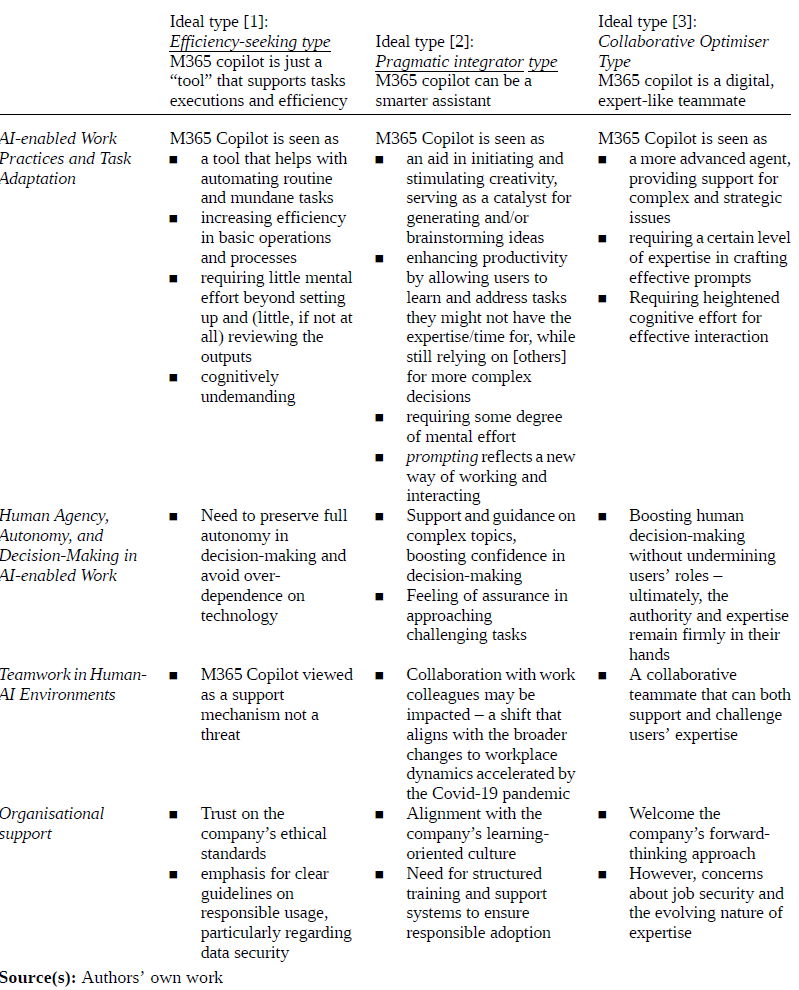 Ideal type [1]:
Efficiency-seeking type
M365 copilot is just a
“tool” that supports tasks
executions and efficiency
Ideal type [2]:
Pragmatic integrator type
M365 copilot can be a
smarter assistant
Ideal type [3]:
Collaborative Optimiser
Type
M365 copilot is a digital,
expert-like teammate
AI-enabled Work
Practices and Task
Adaptation
M365 Copilot is seen as
■ a tool that helps with
automating routine
and mundane tasks
■ increasing efficiency
in basic operations
and processes
■ requiring little mental
effort beyond setting
up and (little, if not at
all) reviewing the
outputs
■ cognitively
undemanding
M365 Copilot is seen as
■ an aid in initiating and
stimulating creativity,
serving as a catalyst for
generating and/or
brainstorming ideas
■ enhancing productivity
by allowing users to
learn and address tasks
they might not have the
expertise/time for, while
still relying on [others]
for more complex
decisions
■ requiring some degree
of mental effort
■ prompting reflects a new
way of working and
interacting
M365 Copilot is seen as
■ a more advanced agent,
providing support for
complex and strategic
issues
■ requiring a certain level
of expertise in crafting
effective prompts
■ Requiring heightened
cognitive effort for
effective interaction
Human Agency,
Autonomy, and
Decision-Making in
AI-enabled Work
■ Need to preserve full
autonomy in
decision-making and
avoid over-
dependence on
technology
■ Support and guidance on
complex topics,
boosting confidence in
decision-making
■ Feeling of assurance in
approaching
challenging tasks
■ Boosting human
decision-making
without undermining
users’ roles –
ultimately, the
authority and expertise
remain firmly in their
hands
Teamwork in Human-
AI Environments
■ M365 Copilot viewed
as a support
mechanism not a
threat
■ Collaboration with work
colleagues may be
impacted – a shift that
aligns with the broader
changes to workplace
dynamics accelerated by
the Covid-19 pandemic
■ A collaborative
teammate that can both
support and challenge
users’ expertise
Organisational
support
■ Trust on the
company’s ethical
standards
■ emphasis for clear
guidelines on
responsible usage,
particularly regarding
data security
■ Alignment with the
company’s learning-
oriented culture
■ Need for structured
training and support
systems to ensure
responsible adoption
■ Welcome the
company’s forward-
thinking approach
■ However, concerns
about job security and
the evolving nature of
expertise
Source(s): Authors’ own work